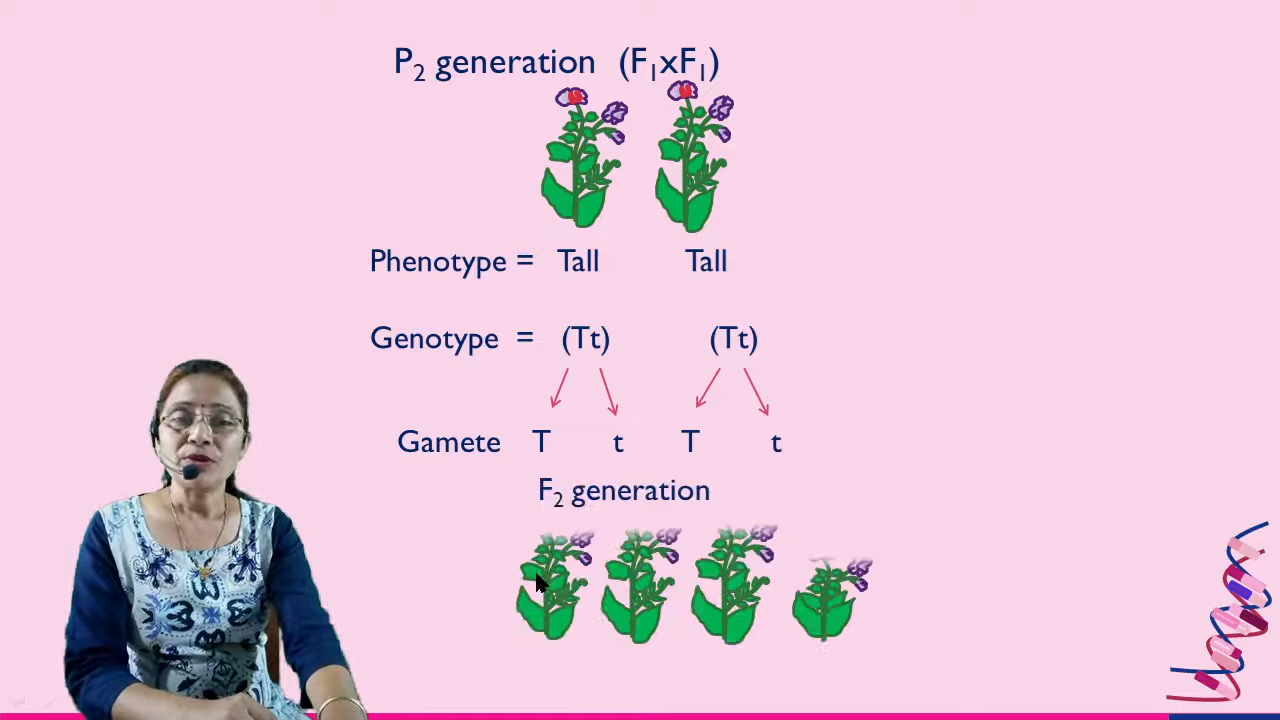 P₂ generation (F₁xF₁)
Phenotype = Tall Tall
Genotype = (Tt) (Tt)
Gamete T t T t
F₂ generation